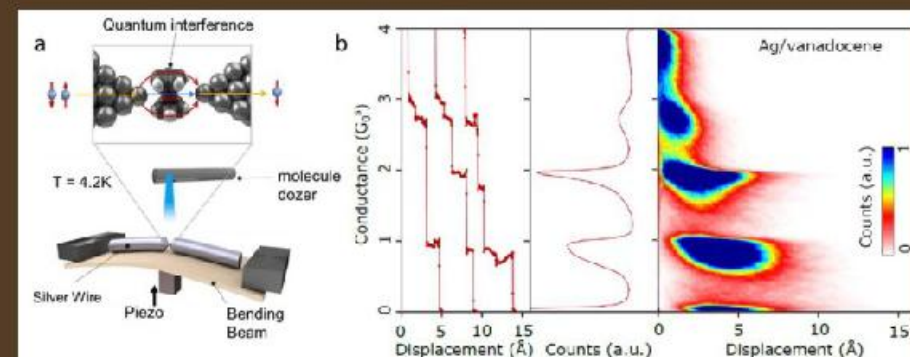 a
Quantum interference
T = 4.2K
molecule
dozer
Silver Wire
Piezo
Bending
Beam
b
Ag/vanadocene
Conductance (G₀ˢ)
4
3
2
1
0
0 5 10 15
Displacement (Å)
Counts (a.u.)
0 5 10 15
Displacement (Å)
Counts (a.u.)
1
0